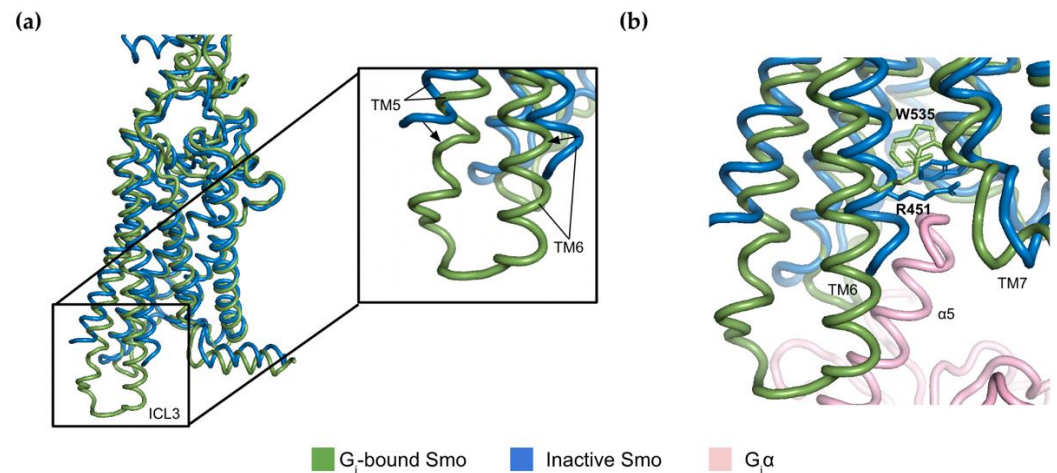 (a)
(b)
TM5
TM6
ICL3
W535
R451
TM6
TM7
α5
Gᵢ-bound Smo
Inactive Smo
Gᵢα